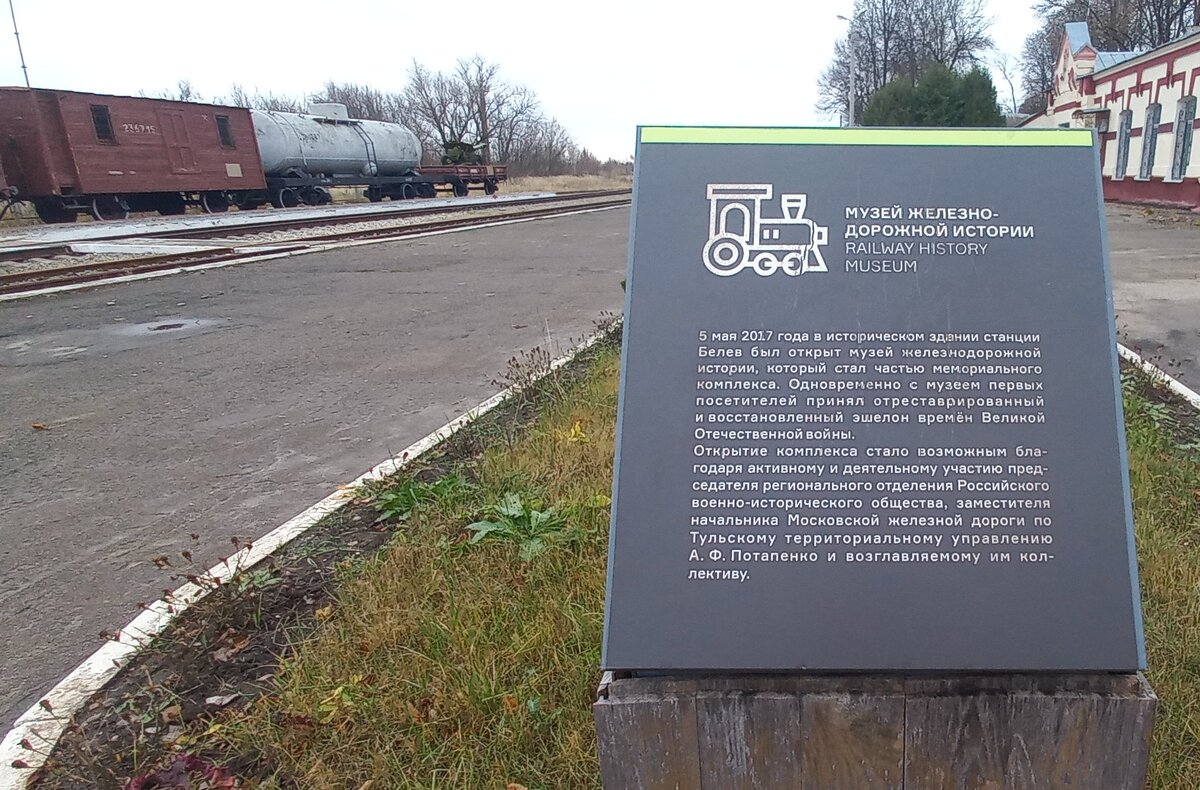 236715
МУЗЕЙ ЖЕЛЕЗНО-
ДОРОЖНОЙ ИСТОРИИ
RAILWAY HISTORY
MUSEUM
5 мая 2017 года в историческом здании станции
Белев был открыт музей железнодорожной
истории, который стал частью мемориального
комплекса. Одновременно с музеем первых
посетителей принял отреставрированный
и восстановленный эшелон времён Великой
Отечественной войны.
Открытие комплекса стало возможным бла-
годаря активному и деятельному участию пред-
седателя регионального отделения Российского
военно-исторического общества, заместителя
начальника Московской железной дороги по
Тульскому территориальному управлению
А. Ф. Потапенко и возглавляемому им кол-
лективу.